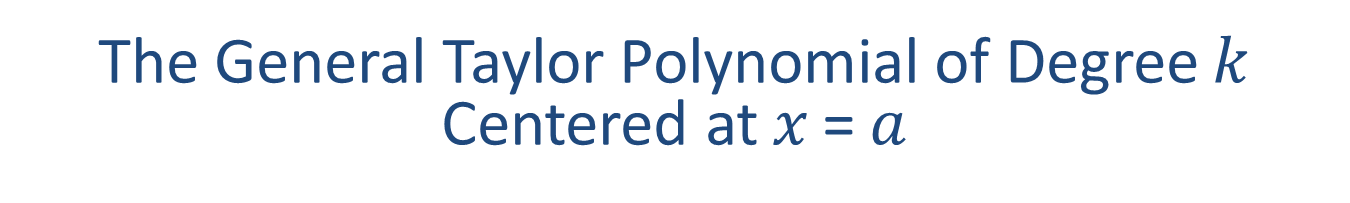 The General Taylor Polynomial of Degree k
Centered at x = a